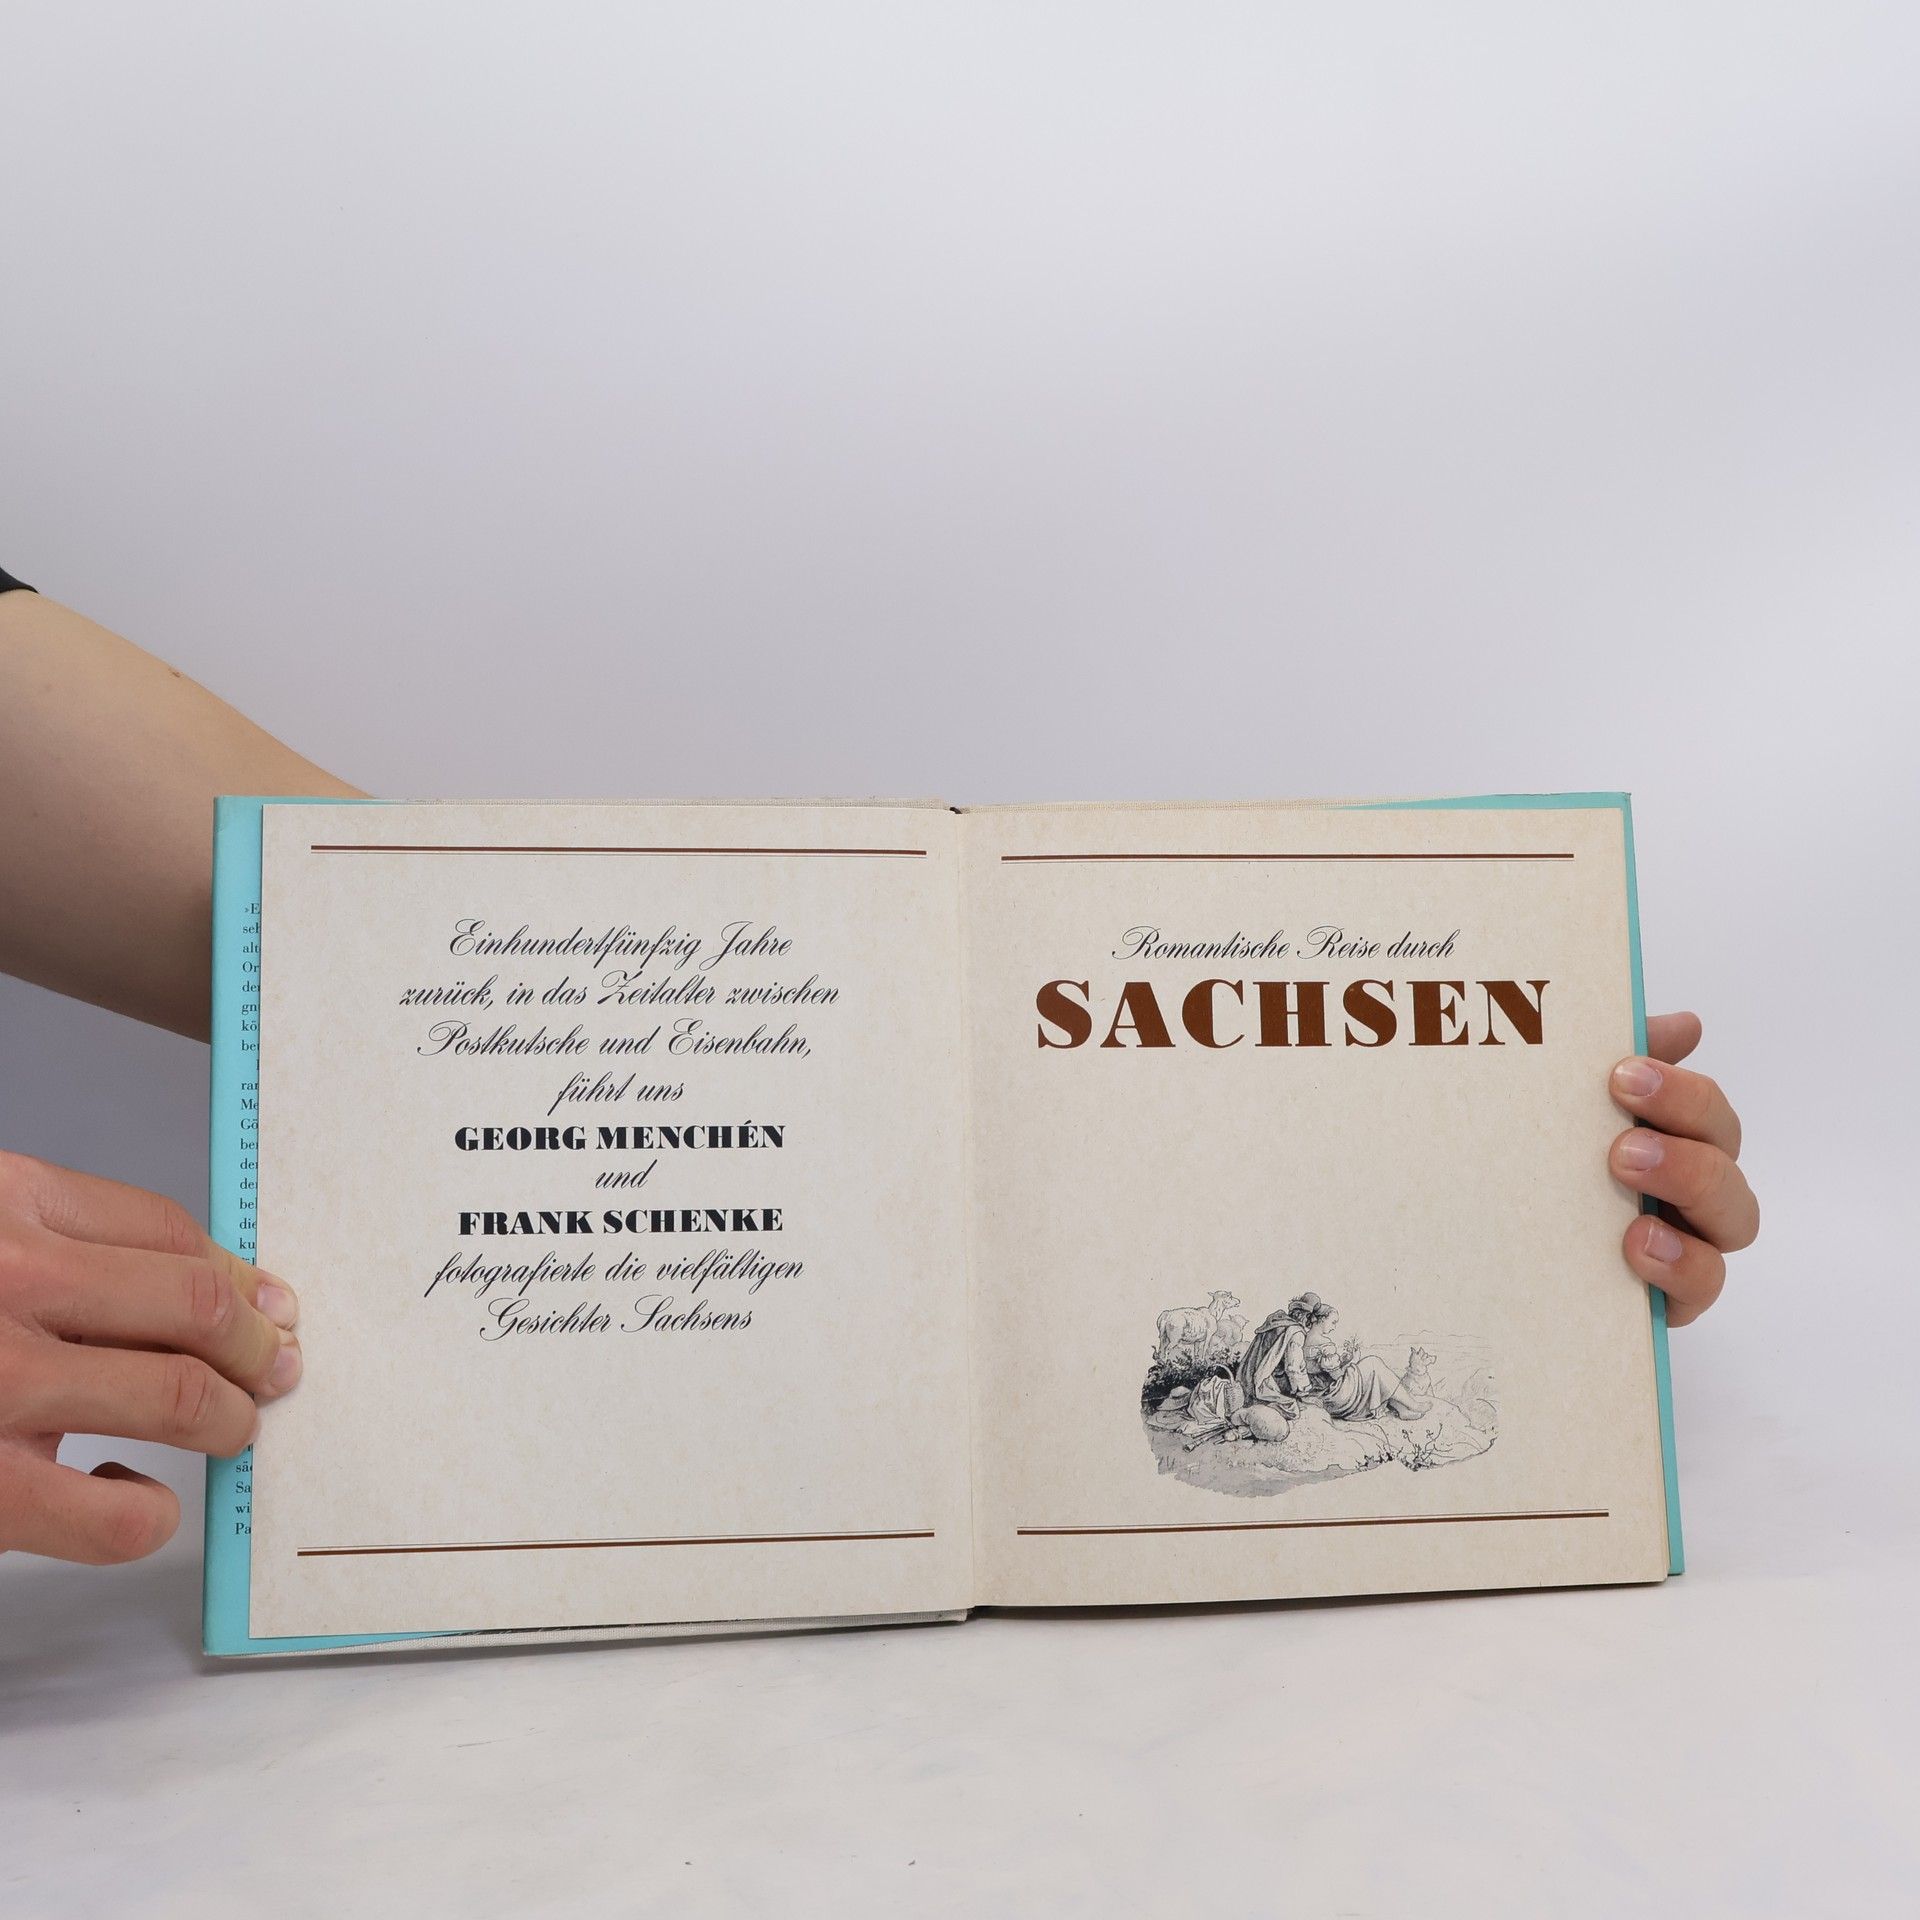 Einhundertfünfzig Jahre
zurück, in das Zeitalter zwischen
Postkutsche und Eisenbahn,
führt uns
GEORG MENCHÉN
und
FRANK SCHENKE
fotografierte die vielfältigen
Gesichter Sachsens
Romantische Reise durch
SACHSEN